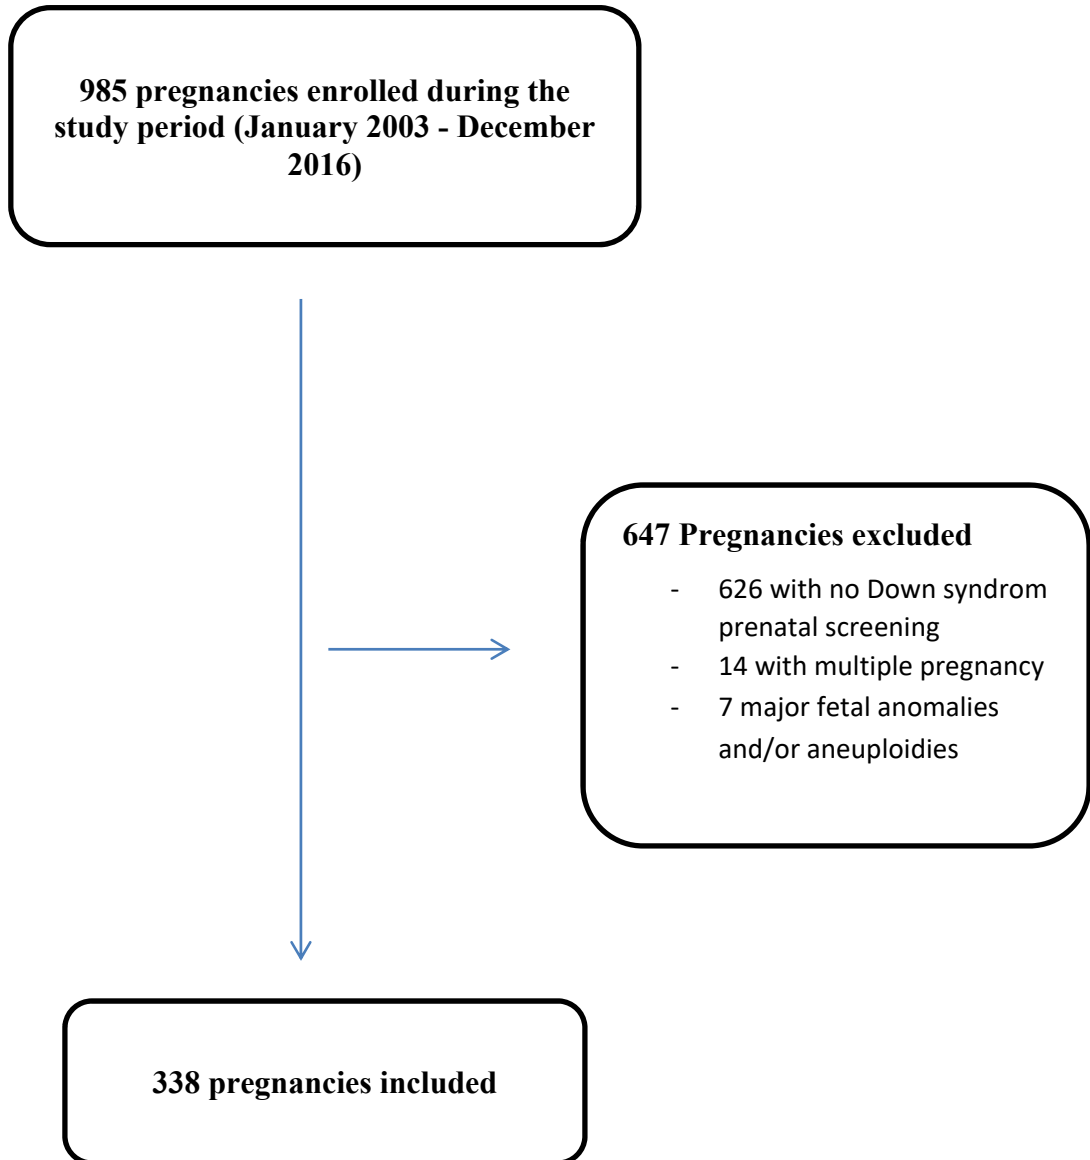 985 pregnancies enrolled during the
study period (January 2003 - December
2016)
647 Pregnancies excluded
- 626 with no Down syndrom
prenatal screening
- 14 with multiple pregnancy
- 7 major fetal anomalies
and/or aneuploidies
338 pregnancies included